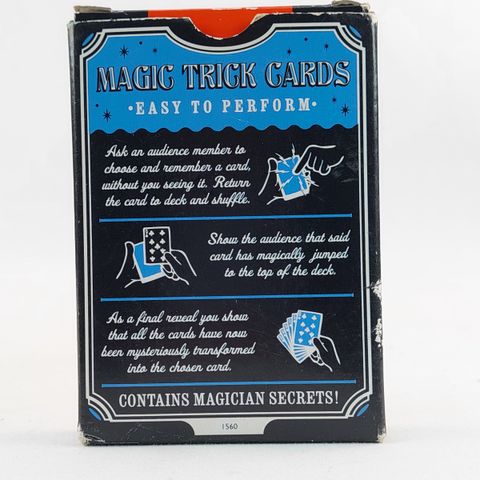 MAGIC TRICK CARDS
•EASY TO PERFORM•
Ask an audience member to
choose and remember a card,
without you seeing it. Return
the card to deck and shuffle.
Show the audience that said
card has magically jumped
to the top of the deck.
As a final reveal you show
that all the cards have now
been mysteriously transformed
into the chosen card.
CONTAINS MAGICIAN SECRETS!
1560